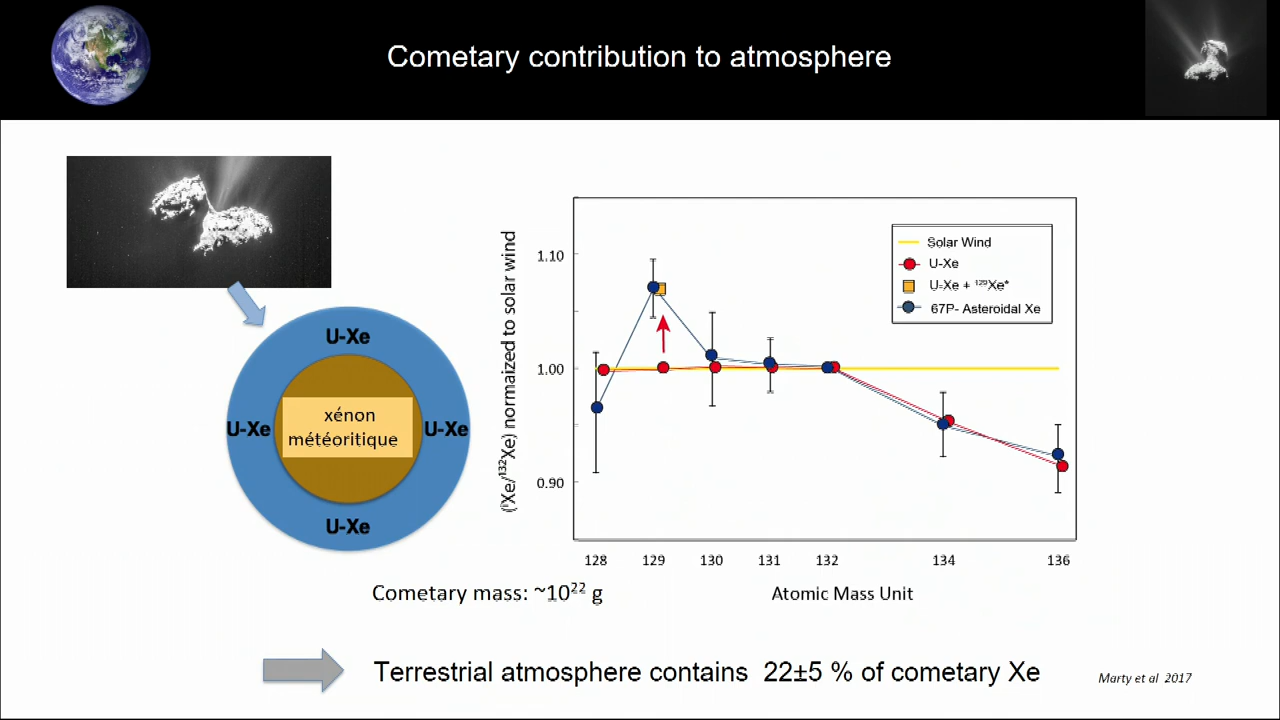 Cometary contribution to atmosphere
U-Xe
U-Xe
xénon
météoritique
U-Xe
U-Xe
Cometary mass: ~10²² g
(ⁱXe/¹³²Xe) normaized to solar wind
1.10
1.00
0.90
Solar Wind
U-Xe
U-Xe + ¹²⁹Xe*
67P- Asteroidal Xe
128 129 130 131 132 134 136
Atomic Mass Unit
Terrestrial atmosphere contains 22±5 % of cometary Xe
Marty et al 2017